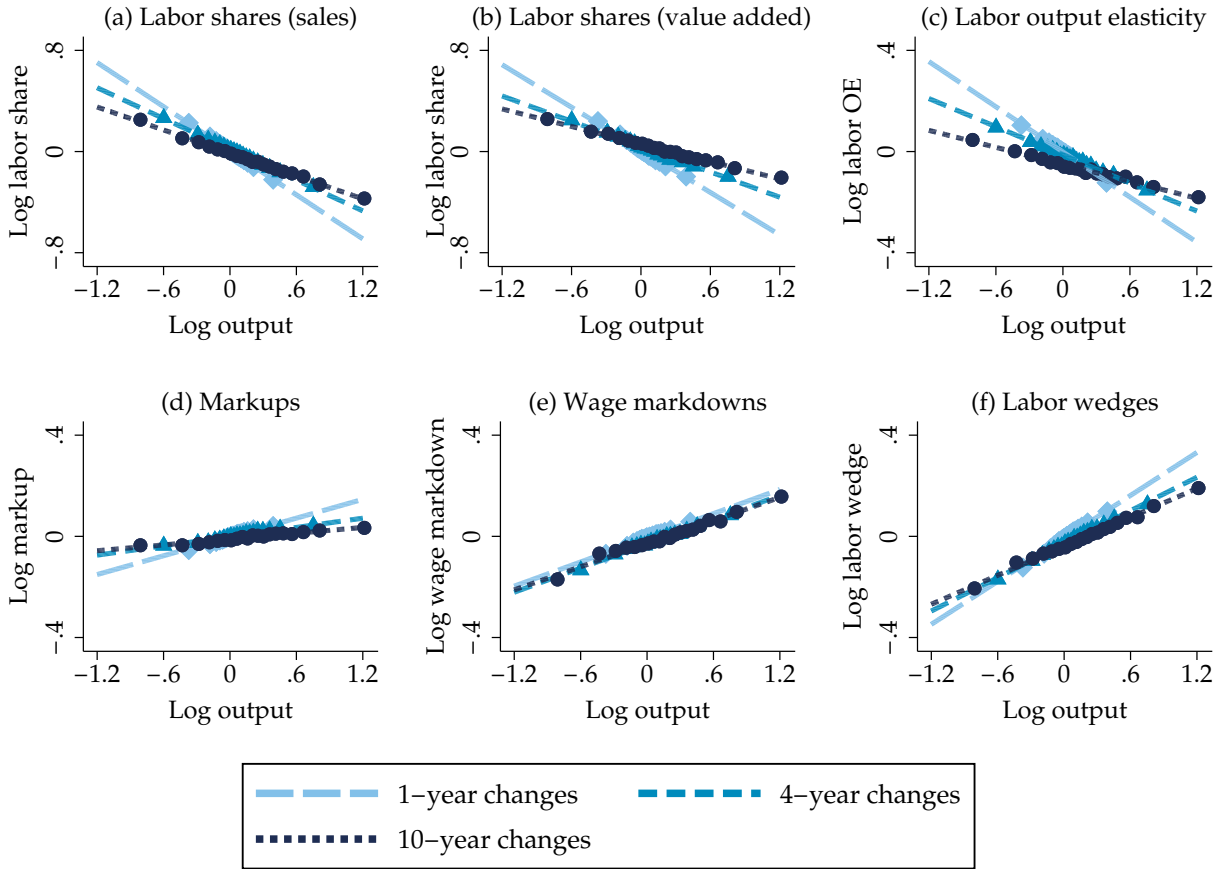 (a) Labor shares (sales)
Log labor share
.8
0
−.8
−1.2 −.6 0 .6 1.2
Log output
(b) Labor shares (value added)
Log labor share
.8
0
−.8
−1.2 −.6 0 .6 1.2
Log output
(c) Labor output elasticity
Log labor OE
.4
0
−.4
−1.2 −.6 0 .6 1.2
Log output
(d) Markups
Log markup
.4
0
−.4
−1.2 −.6 0 .6 1.2
Log output
(e) Wage markdowns
Log wage markdown
.4
0
−.4
−1.2 −.6 0 .6 1.2
Log output
(f) Labor wedges
Log labor wedge
.4
0
−.4
−1.2 −.6 0 .6 1.2
Log output
1−year changes
4−year changes
10−year changes